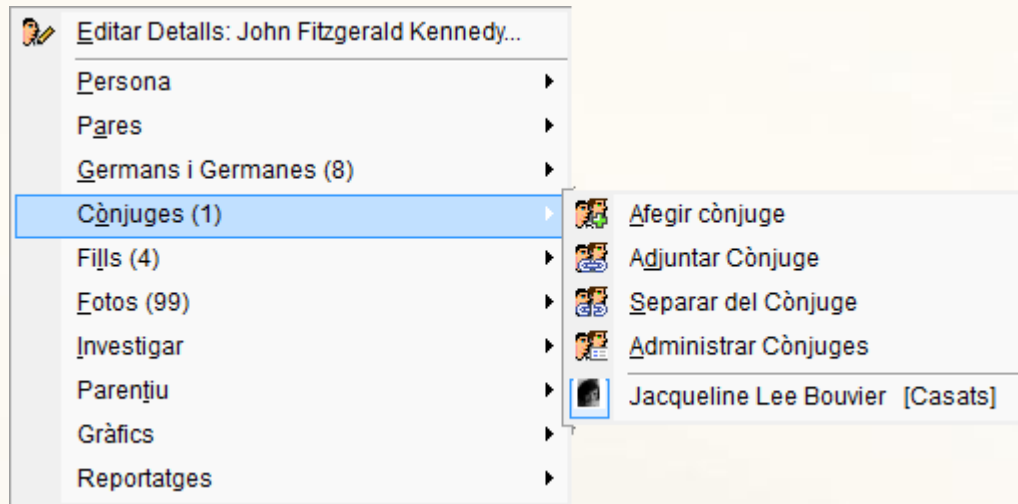 Editar Detalls: John Fitzgerald Kennedy...
Persona
Pares
Germans i Germanes (8)
Cònjuges (1)
Fills (4)
Fotos (99)
Investigar
Parenţiu
Gràfics
Reportatges
Afegir cònjuge
Adjuntar Cònjuge
Separar del Cònjuge
Administrar Cònjuges
Jacqueline Lee Bouvier [Casats]